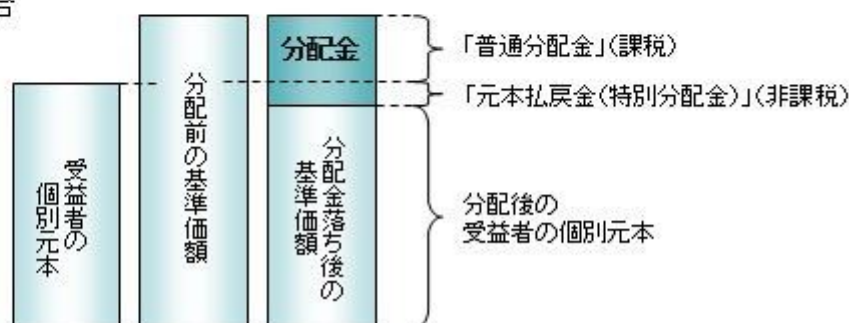 分配金
「普通分配金」(課税)
「元本払戻金(特別分配金)」(非課税)
受益者の
個別元本
分配前の基準価額
分配金落ち後の
基準価額
分配後の
受益者の個別元本